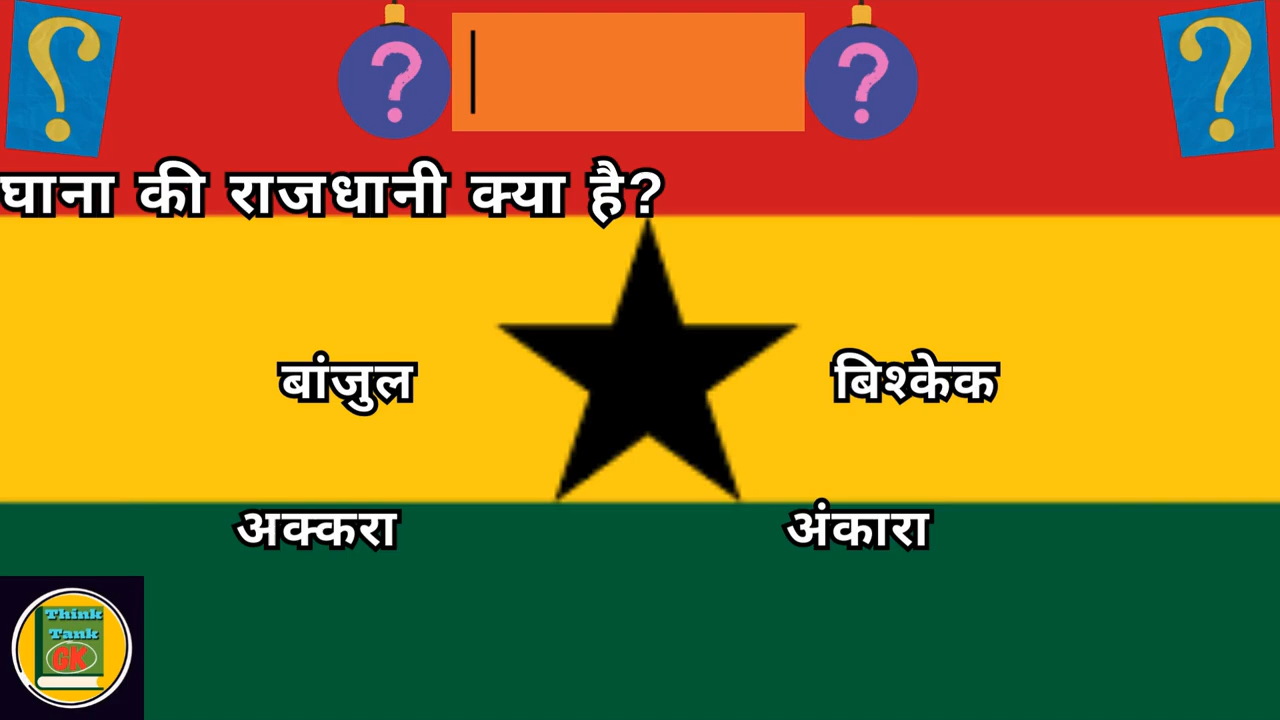 घाना की राजधानी क्या है?
बांजुल
बिश्केक
अक्करा
अंकारा
Think
Tank
GK